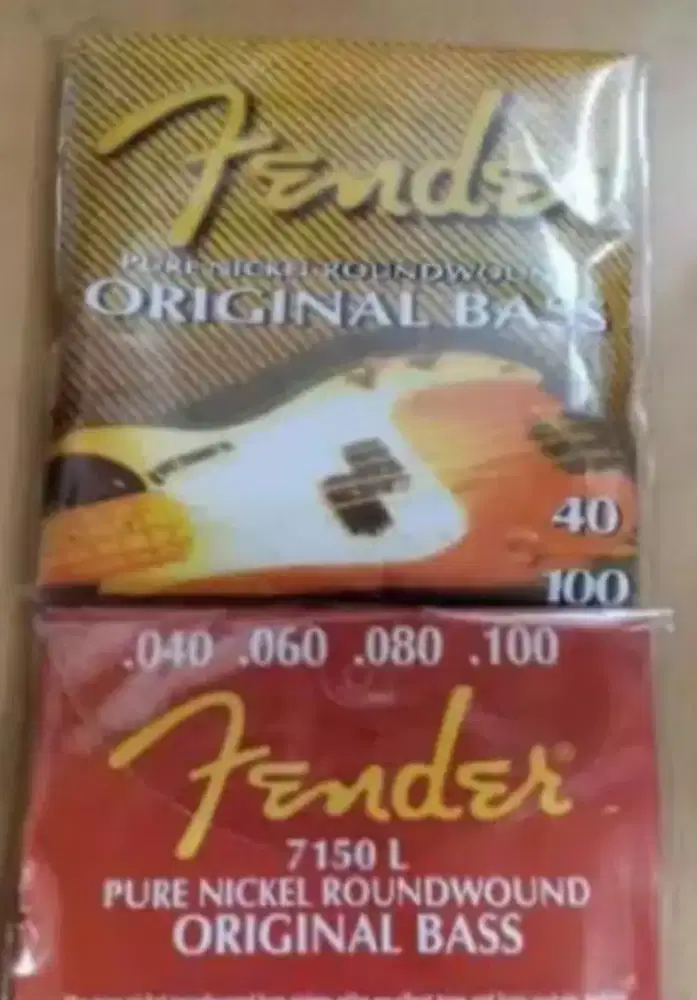 Fender
PURE NICKEL ROUNDWOUND
ORIGINAL BASS
40
100
.040 .060 .080 .100
Fender®
7150 L
PURE NICKEL ROUNDWOUND
ORIGINAL BASS